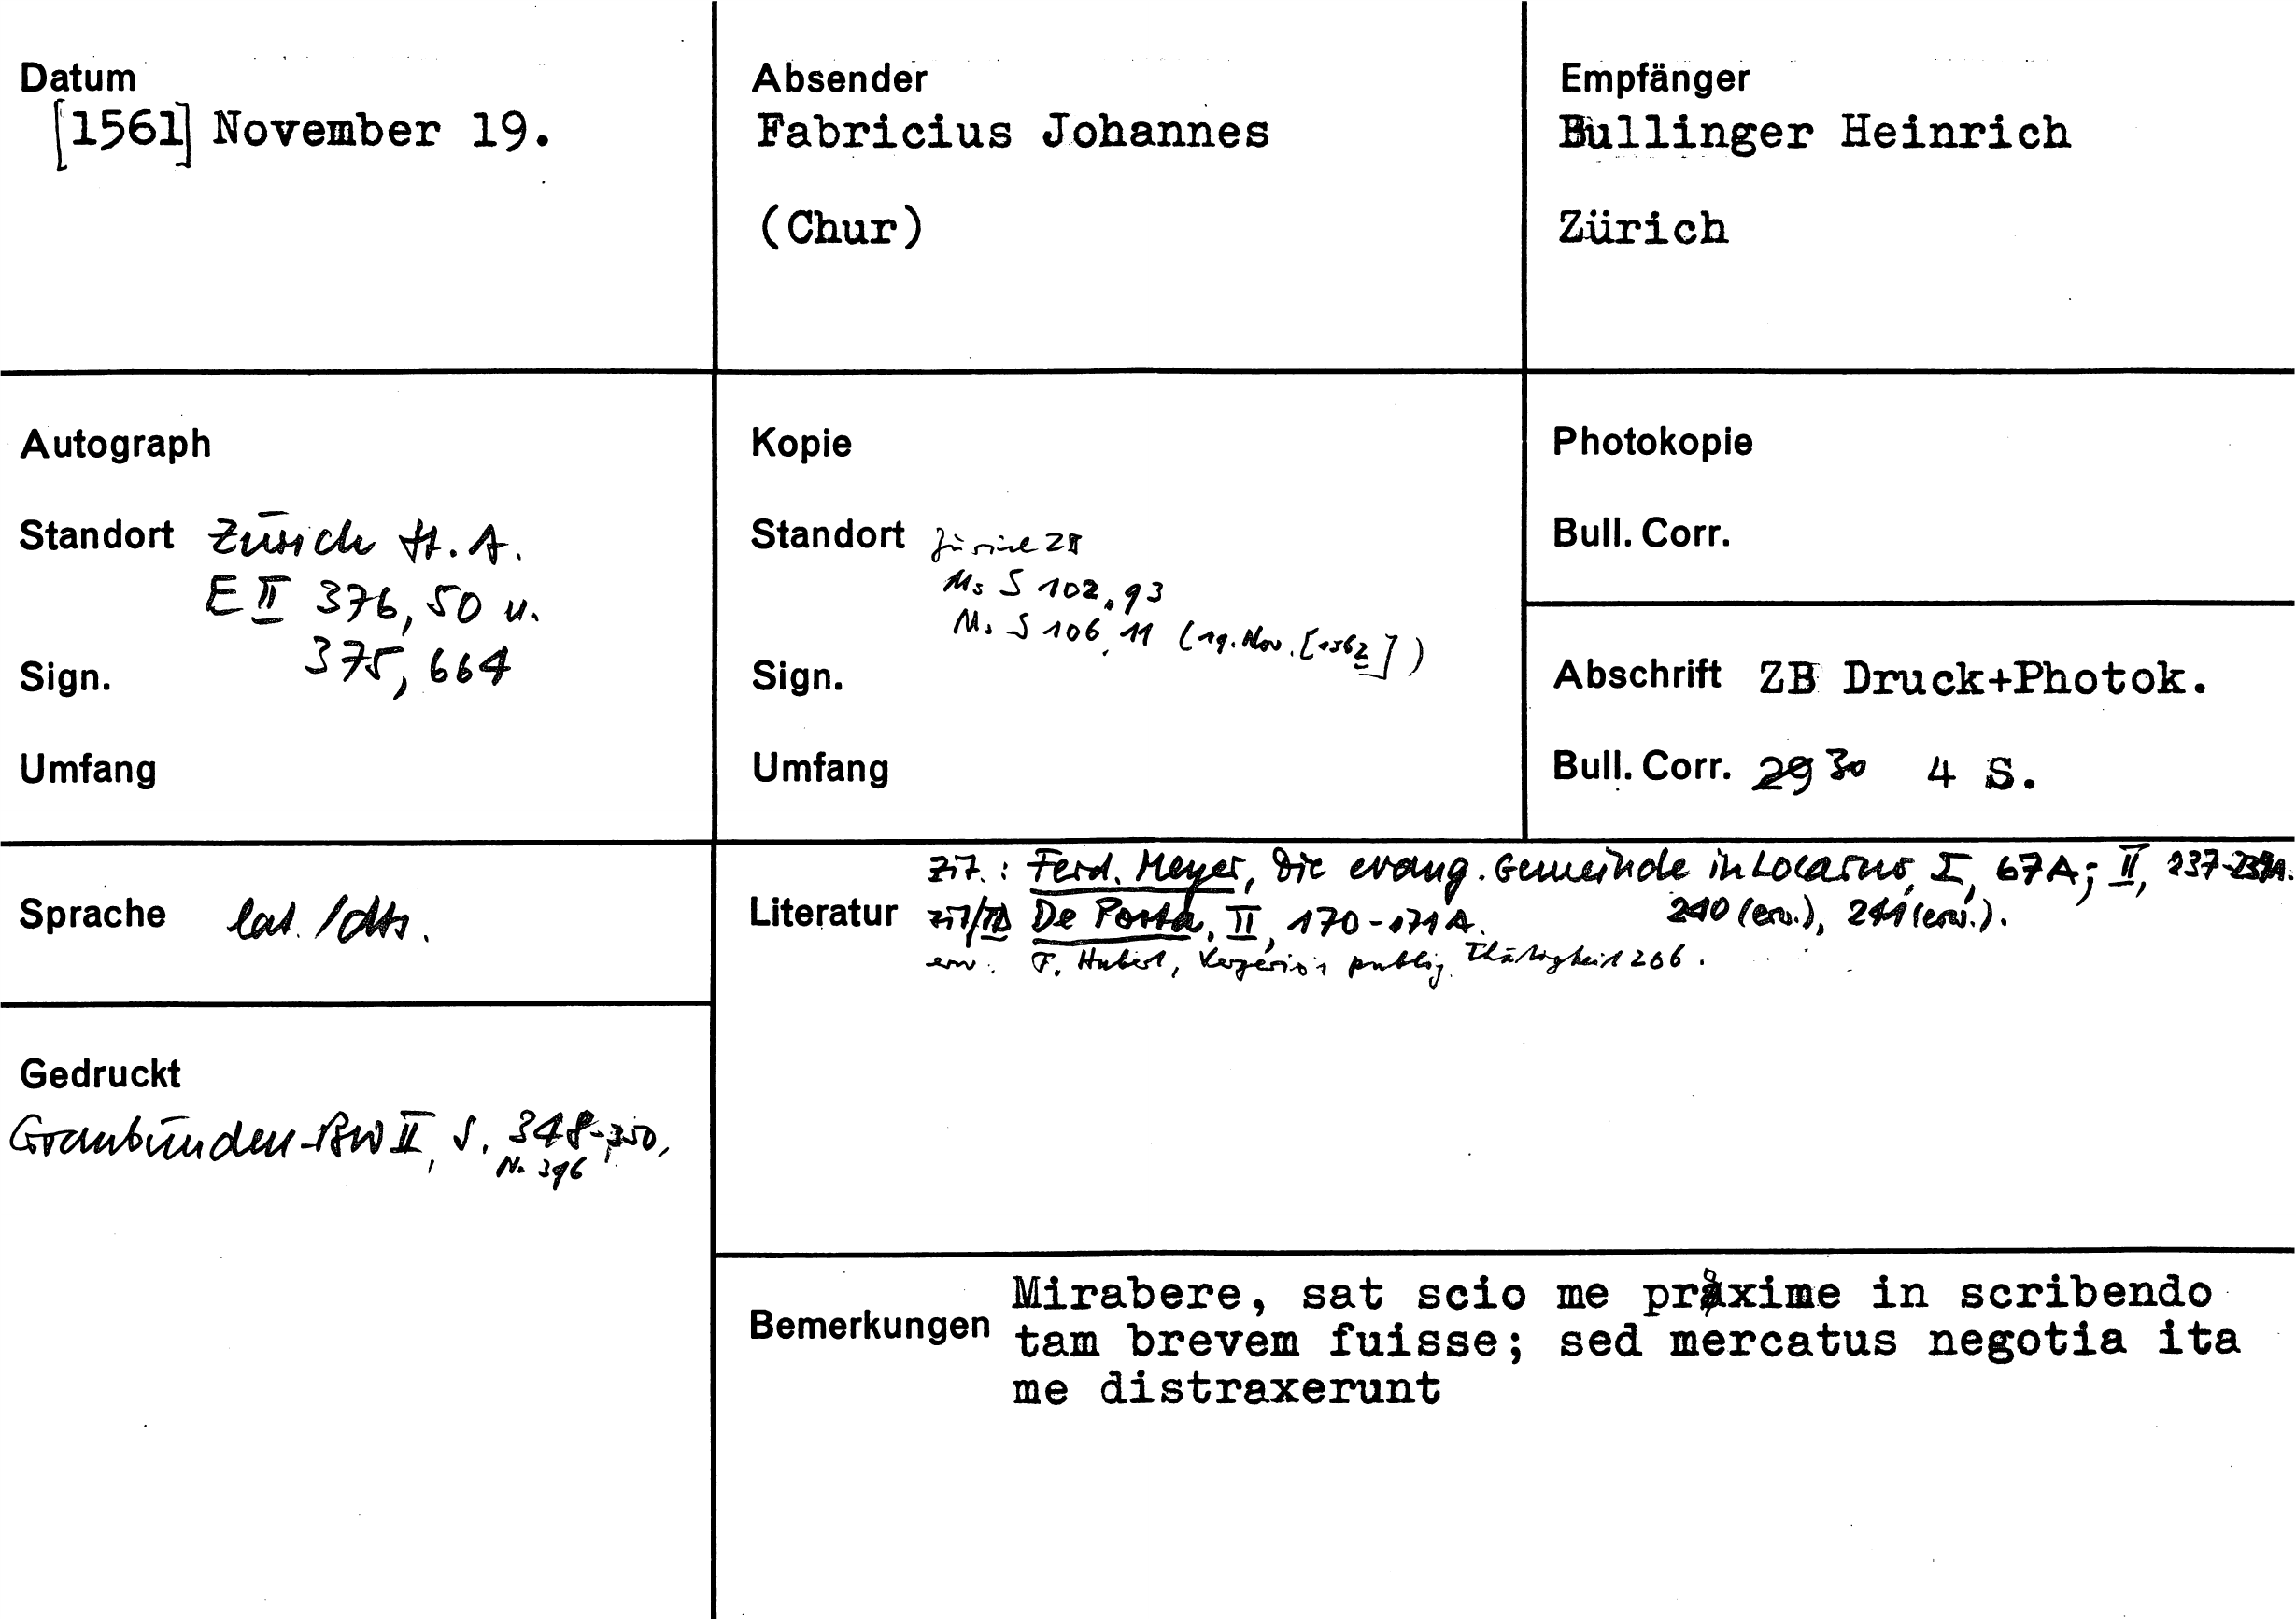 Datum
[1561] November 19.
Absender
Fabricius Johannes
(Chur)
Empfänger
Bullinger Heinrich
Zürich
Autograph
Standort Zürich St. A.
E II 376, 50 u.
375, 664
Sign.
Umfang
Kopie
Standort Zürich ZB
Ms S 102, 93
Ms S 106, 11 (19. Nov. [1562])
Sign.
Umfang
Photokopie
Bull. Corr.
Abschrift ZB Druck+Photok.
Bull. Corr. 30 4 S.
Sprache lat. /dts.
Literatur
zit.: Ferd. Meyer, Die evang. Gemeinde in Locarno, I, 67A; II, 237-239A.
240 (erw.), 241 (erw.).
De Porta, II, 170-171 A.
erw. F. Hubert, Vergerio's publiz. Thätigkeit 206.
Gedruckt
Graubünden-BW II, S. 348-350,
Nr. 396
Bemerkungen
Mirabere, sat scio me proxime in scribendo
tam brevem fuisse; sed mercatus negotia ita
me distraxerunt